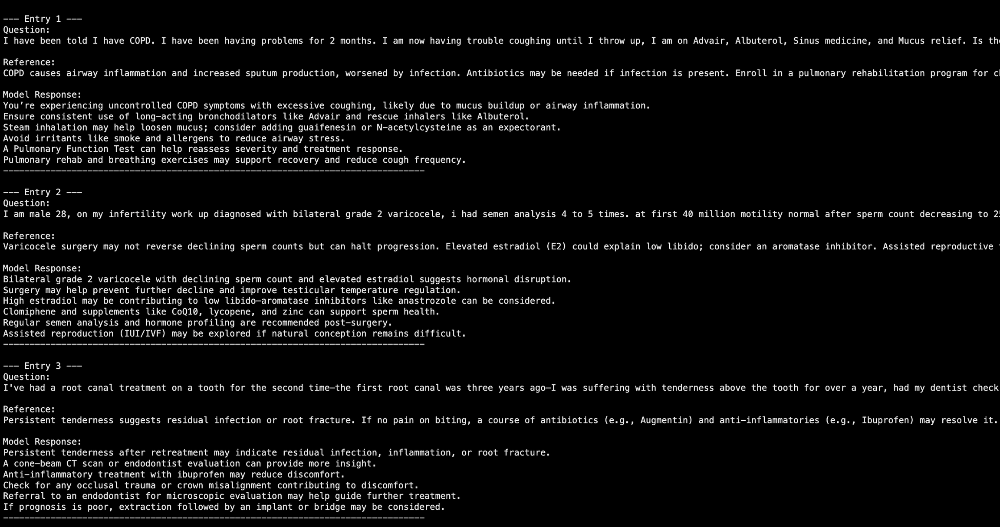 --- Entry 1 ---
Question:
I have been told I have COPD. I have been having problems for 2 months. I am now having trouble coughing until I throw up, I am on Advair, Albuterol, Sinus medicine, and Mucus relief. Is
Reference:
COPD causes airway inflammation and increased sputum production, worsened by infection. Antibiotics may be needed if infection is present. Enroll in a pulmonary rehabilitation program for
Model Response:
You’re experiencing uncontrolled COPD symptoms with excessive coughing, likely due to mucus buildup or airway inflammation.
Ensure consistent use of long-acting bronchodilators like Advair and rescue inhalers like Albuterol.
Steam inhalation may help loosen mucus; consider adding guaifenesin or N-acetylcysteine as an expectorant.
Avoid irritants like smoke and allergens to reduce airway stress.
A Pulmonary Function Test can help reassess severity and treatment response.
Pulmonary rehab and breathing exercises may support recovery and reduce cough frequency.
--------------------------------------------------------------------------------
--- Entry 2 ---
Question:
I am male 28, on my infertility work up diagnosed with bilateral grade 2 varicocele, i had semen analysis 4 to 5 times. at first 40 million motility normal after sperm count decreasing to
Reference:
Varicocele surgery may not reverse declining sperm counts but can halt progression. Elevated estradiol (E2) could explain low libido; consider an aromatase inhibitor. Assisted reproductive
Model Response:
Bilateral grade 2 varicocele with declining sperm count and elevated estradiol suggests hormonal disruption.
Surgery may help prevent further decline and improve testicular temperature regulation.
High estradiol may be contributing to low libido—aromatase inhibitors like anastrozole can be considered.
Clomiphene and supplements like CoQ10, lycopene, and zinc can support sperm health.
Regular semen analysis and hormone profiling are recommended post-surgery.
Assisted reproduction (IUI/IVF) may be explored if natural conception remains difficult.
--------------------------------------------------------------------------------
--- Entry 3 ---
Question:
I've had a root canal treatment on a tooth for the second time—the first root canal was three years ago—I was suffering with tenderness above the tooth for over a year, had my dentist check
Reference:
Persistent tenderness suggests residual infection or root fracture. If no pain on biting, a course of antibiotics (e.g., Augmentin) and anti-inflammatories (e.g., Ibuprofen) may resolve it.
Model Response:
Persistent tenderness after retreatment may indicate residual infection, inflammation, or root fracture.
A cone-beam CT scan or endodontist evaluation can provide more insight.
Anti-inflammatory treatment with ibuprofen may reduce discomfort.
Check for any occlusal trauma or crown misalignment contributing to discomfort.
Referral to an endodontist for microscopic evaluation may help guide further treatment.
If prognosis is poor, extraction followed by an implant or bridge may be considered.
--------------------------------------------------------------------------------